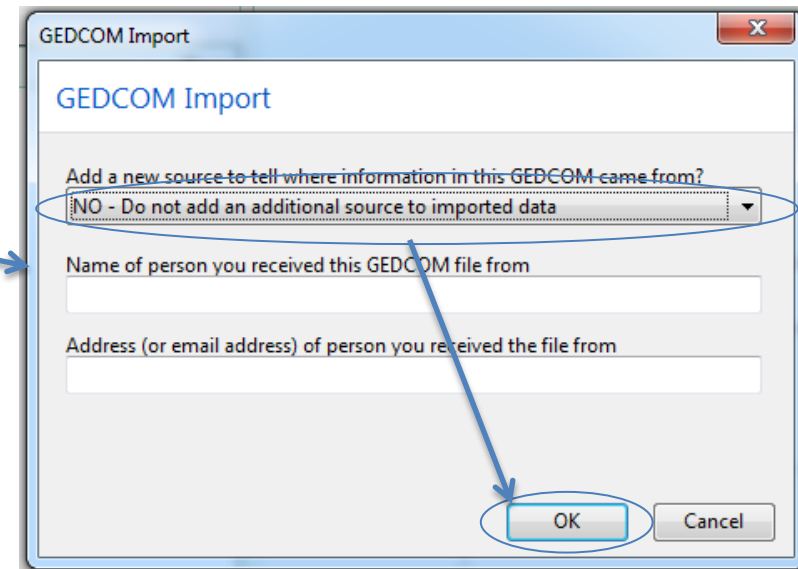 GEDCOM Import
GEDCOM Import
Add a new source to tell where information in this GEDCOM came from?
NO - Do not add an additional source to imported data
Name of person you received this GEDCOM file from
Address (or email address) of person you received the file from
OK Cancel